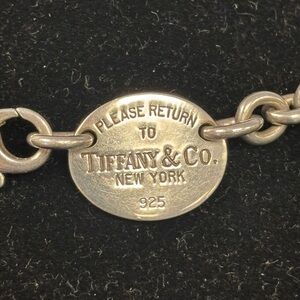 PLEASE RETURN
TO
TIFFANY & CO.
NEW YORK
925